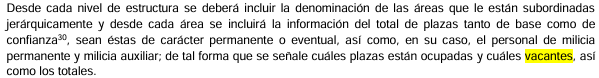 Desde cada nivel de estructura se deberá incluir la denominación de las áreas que le están subordinadas
jerárquicamente y desde cada área se incluirá la información del total de plazas tanto de base como de
confianza³⁰, sean éstas de carácter permanente o eventual, así como, en su caso, el personal de milicia
permanente y milicia auxiliar; de tal forma que se señale cuáles plazas están ocupadas y cuáles vacantes, así
como los totales.